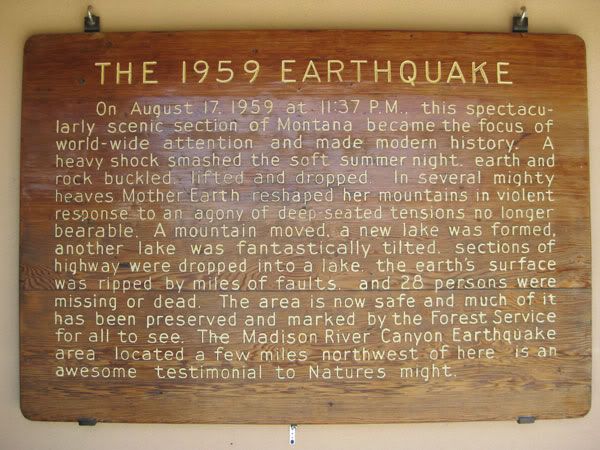 THE 1959 EARTHQUAKE
On August 17, 1959 at 11:37 P.M., this spectacu-
larly scenic section of Montana became the focus of
world-wide attention and made modern history. A
heavy shock smashed the soft summer night, earth and
rock buckled, lifted and dropped. In several mighty
heaves Mother Earth reshaped her mountains in violent
response to an agony of deep seated tensions no longer
bearable. A mountain moved, a new lake was formed,
another lake was fantastically tilted, sections of
highway were dropped into a lake, the earth's surface
was ripped by miles of faults, and 28 persons were
missing or dead. The area is now safe and much of it
has been preserved and marked by the Forest Service
for all to see. The Madison River Canyon Earthquake
area located a few miles northwest of here is an
awesome testimonial to Natures might.